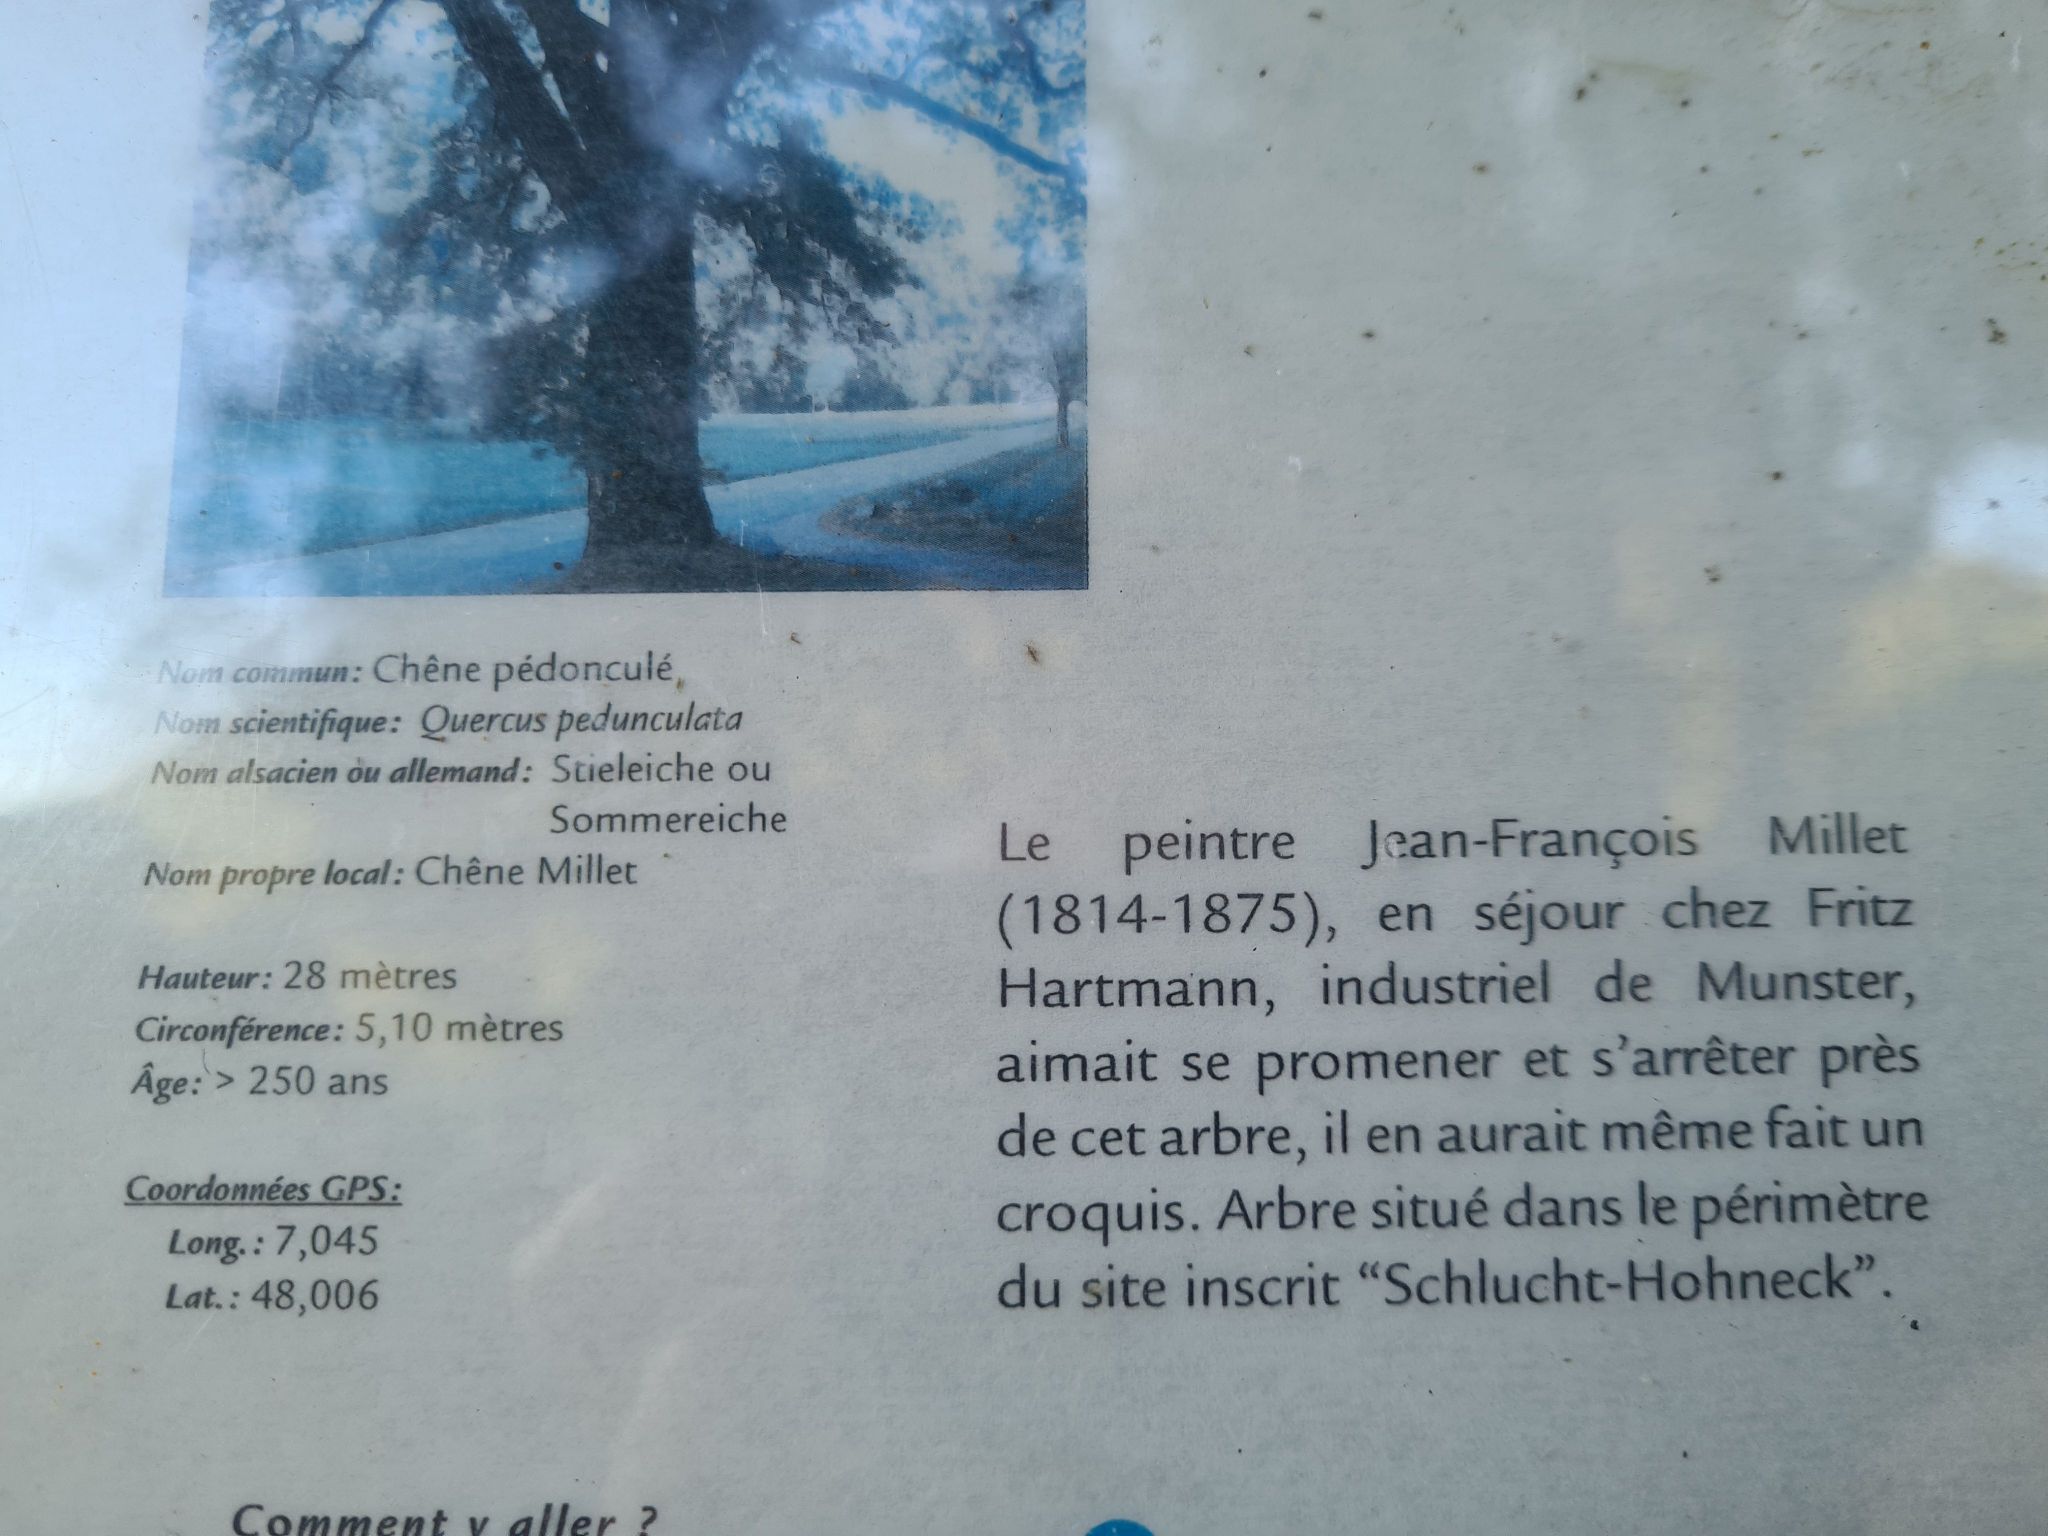 Nom commun: Chêne pédonculé
Nom scientifique: Quercus pedunculata
Nom alsacien ou allemand: Stieleiche ou
Sommereiche
Nom propre local: Chêne Millet
Hauteur: 28 mètres
Circonférence: 5,10 mètres
Âge: > 250 ans
Coordonnées GPS:
Long.: 7,045
Lat.: 48,006
Le peintre Jean-François Millet
(1814-1875), en séjour chez Fritz
Hartmann, industriel de Munster,
aimait se promener et s’arrêter près
de cet arbre, il en aurait même fait un
croquis. Arbre situé dans le périmètre
du site inscrit “Schlucht-Hohneck”.
Comment y aller ?